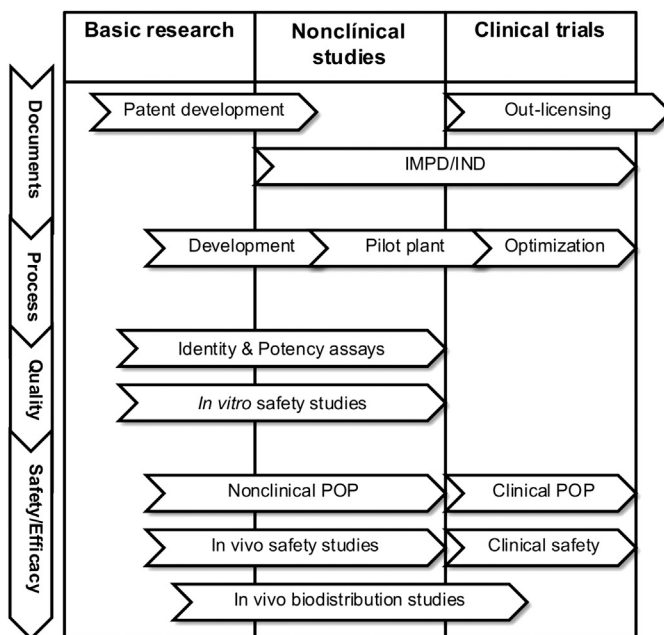 Basic research
Nonclínical
studies
Clinical trials
Documents
Patent development
Out-licensing
IMPD/IND
Process
Development
Pilot plant
Optimization
Quality
Identity & Potency assays
In vitro safety studies
Safety/Efficacy
Nonclinical POP
Clinical POP
In vivo safety studies
Clinical safety
In vivo biodistribution studies